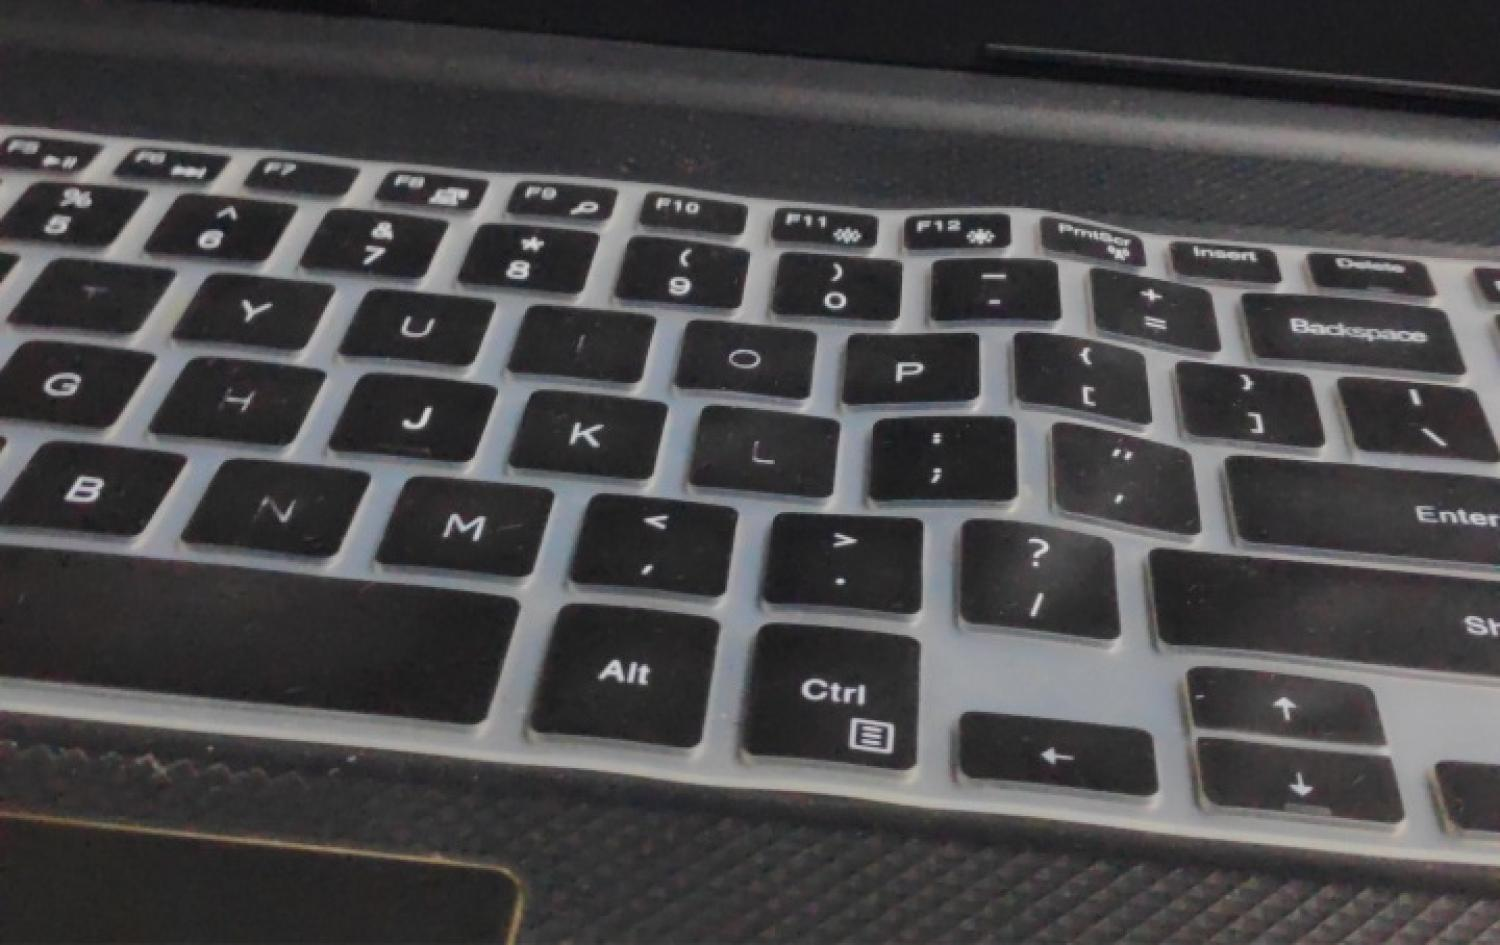 F5 F6 F7 F8 F9 F10 F11 F12 PrntScr Insert Delete
% ^ & * ( ) _ +
5 6 7 8 9 0 - = Backspace
T Y U I O P { } |
[ ] \
G H J K L : "
; ' Enter
B N M < > ?
, . /
Alt Ctrl ↑
← ↓